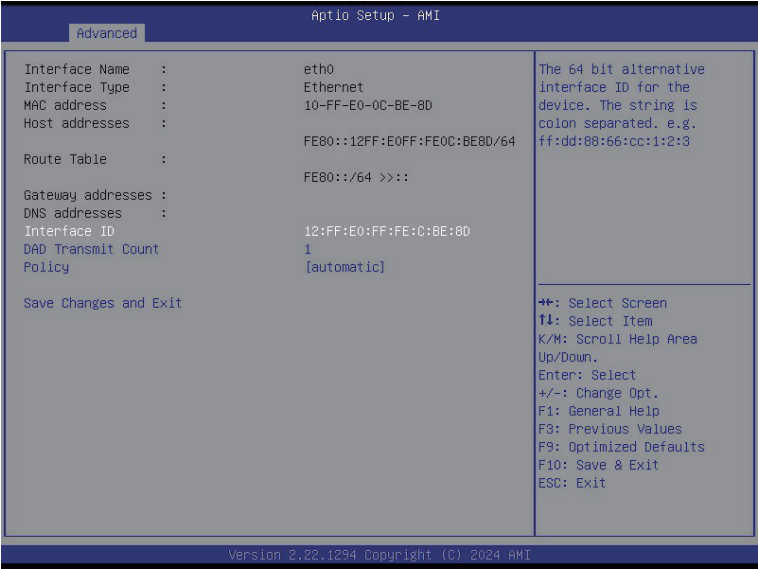 Aptio Setup – AMI
Advanced
Interface Name : eth0
Interface Type : Ethernet
MAC address : 10-FF-E0-0C-BE-8D
Host addresses :
FE80::12FF:E0FF:FE0C:BE8D/64
Route Table :
FE80::/64 >>::
Gateway addresses :
DNS addresses :
Interface ID 12:FF:E0:FF:FE:C:BE:8D
DAD Transmit Count 1
Policy [automatic]
Save Changes and Exit
The 64 bit alternative
interface ID for the
device. The string is
colon separated. e.g.
ff:dd:88:66:cc:1:2:3
→←: Select Screen
↑↓: Select Item
K/M: Scroll Help Area
Up/Down.
Enter: Select
+/-: Change Opt.
F1: General Help
F3: Previous Values
F9: Optimized Defaults
F10: Save & Exit
ESC: Exit
Version 2.22.1294 Copyright (C) 2024 AMI